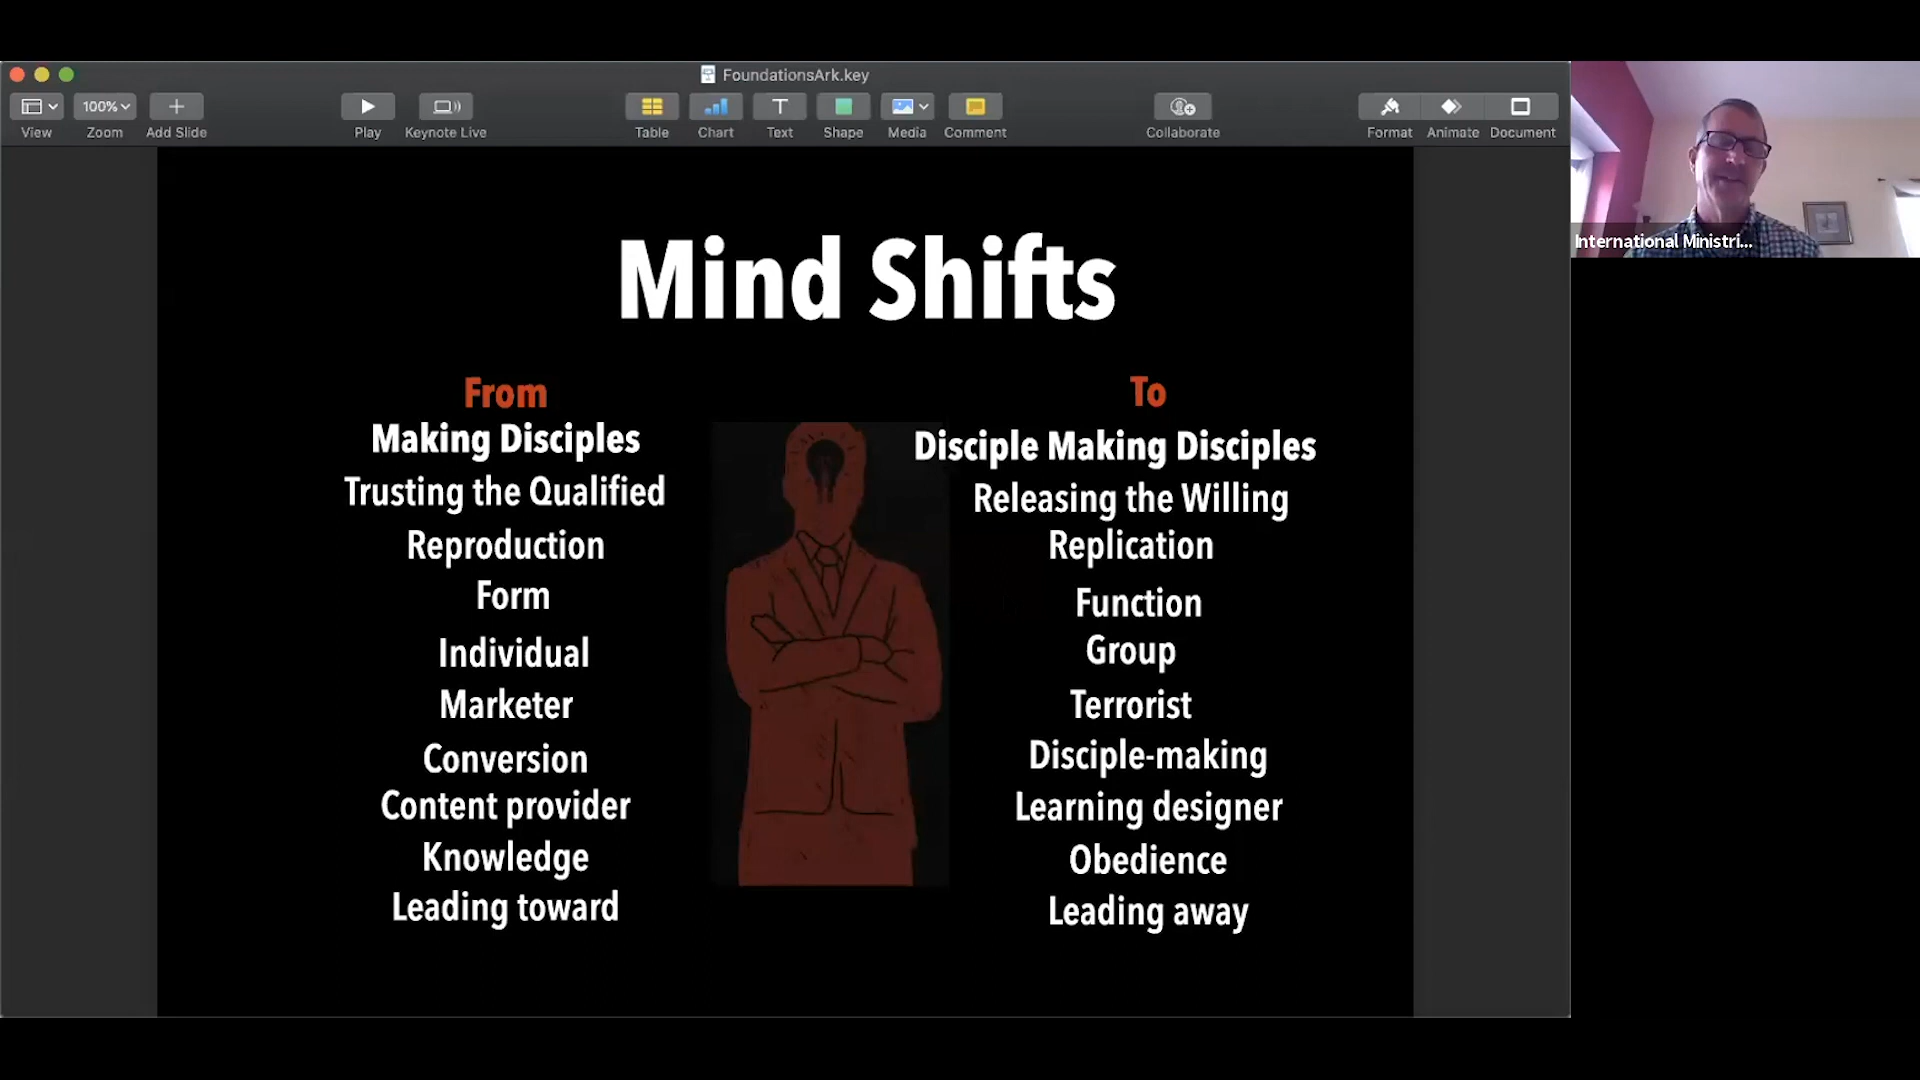 FoundationsArk.key
100%
View
Zoom
Add Slide
Play
Keynote Live
Table
Chart
Text
Shape
Media
Comment
Collaborate
Format
Animate
Document
International Ministri...
Mind Shifts
From
To
Making Disciples
Disciple Making Disciples
Trusting the Qualified
Releasing the Willing
Reproduction
Replication
Form
Function
Individual
Group
Marketer
Terrorist
Conversion
Disciple-making
Content provider
Learning designer
Knowledge
Obedience
Leading toward
Leading away